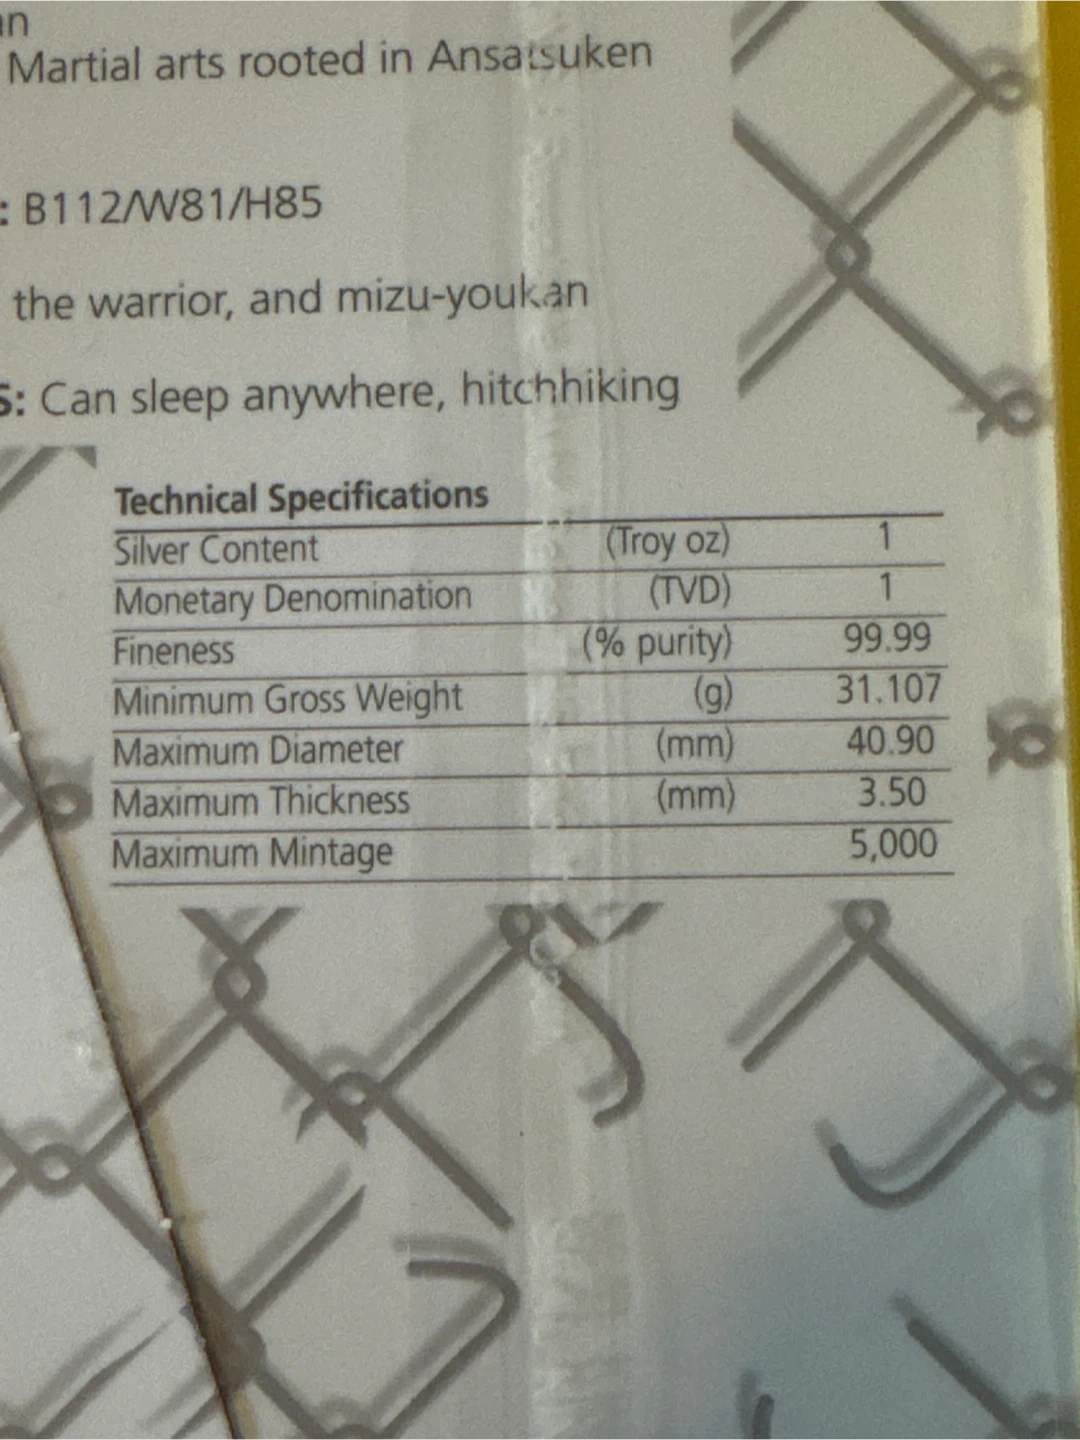 Martial arts rooted in Ansatsuken
: B112/W81/H85
the warrior, and mizu-youkan
S: Can sleep anywhere, hitchhiking
Technical Specifications
Silver Content (Troy oz) 1
Monetary Denomination (TVD) 1
Fineness (% purity) 99.99
Minimum Gross Weight (g) 31.107
Maximum Diameter (mm) 40.90
Maximum Thickness (mm) 3.50
Maximum Mintage 5,000